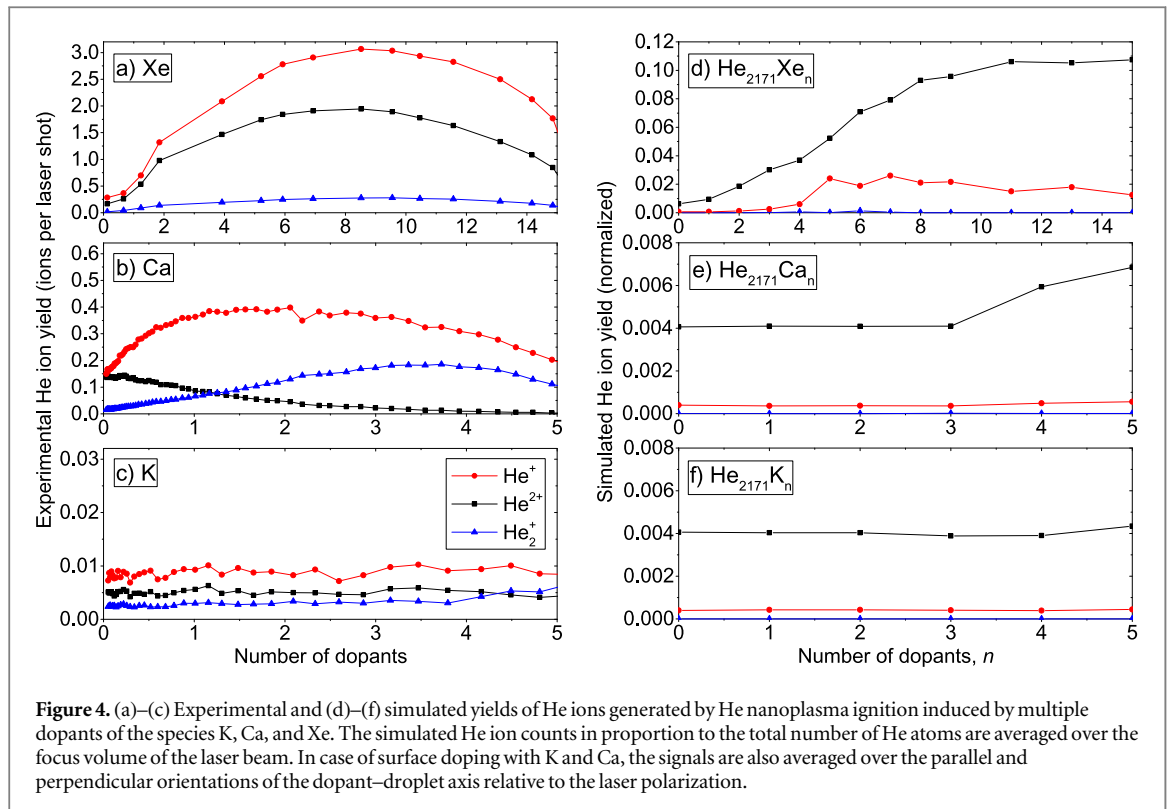 Experimental He ion yield (ions per laser shot)
a) Xe
3.0
2.5
2.0
1.5
1.0
0.5
0.0
0 2 4 6 8 10 12 14
b) Ca
0.6
0.5
0.4
0.3
0.2
0.1
0.0
0 1 2 3 4 5
c) K
0.03
0.02
0.01
0.00
He⁺
He²⁺
He₂⁺
0 1 2 3 4 5
Number of dopants
Simulated He ion yield (normalized)
d) He₂₁₇₁Xeₙ
0.12
0.10
0.08
0.06
0.04
0.02
0.00
0 2 4 6 8 10 12 14
e) He₂₁₇₁Caₙ
0.008
0.006
0.004
0.002
0.000
0 1 2 3 4 5
f) He₂₁₇₁Kₙ
0.008
0.006
0.004
0.002
0.000
0 1 2 3 4 5
Number of dopants, n
Figure 4. (a)–(c) Experimental and (d)–(f) simulated yields of He ions generated by He nanoplasma ignition induced by multiple
dopants of the species K, Ca, and Xe. The simulated He ion counts in proportion to the total number of He atoms are averaged over the
focus volume of the laser beam. In case of surface doping with K and Ca, the signals are also averaged over the parallel and
perpendicular orientations of the dopant–droplet axis relative to the laser polarization.